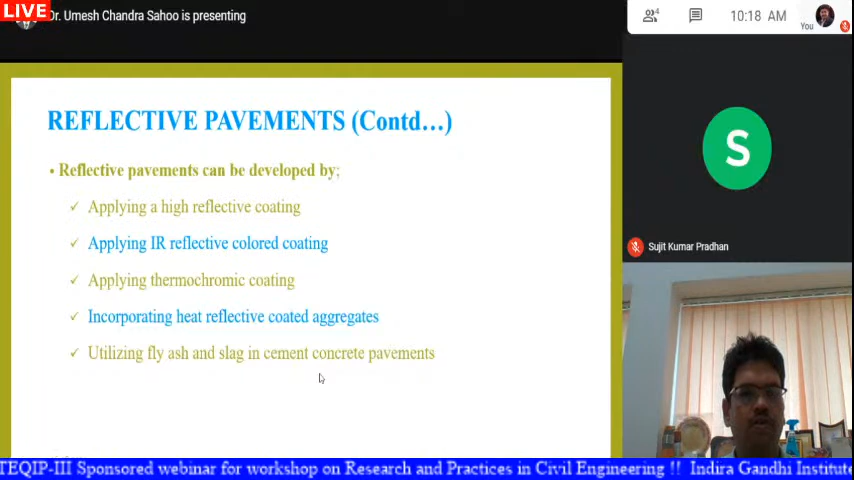 LIVE
Dr. Umesh Chandra Sahoo is presenting
4
10:18 AM
You
REFLECTIVE PAVEMENTS (Contd…)
• Reflective pavements can be developed by;
✓ Applying a high reflective coating
✓ Applying IR reflective colored coating
✓ Applying thermochromic coating
✓ Incorporating heat reflective coated aggregates
✓ Utilizing fly ash and slag in cement concrete pavements
S
Sujit Kumar Pradhan
TEQIP-III Sponsored webinar for workshop on Research and Practices in Civil Engineering !! Indira Gandhi Institute